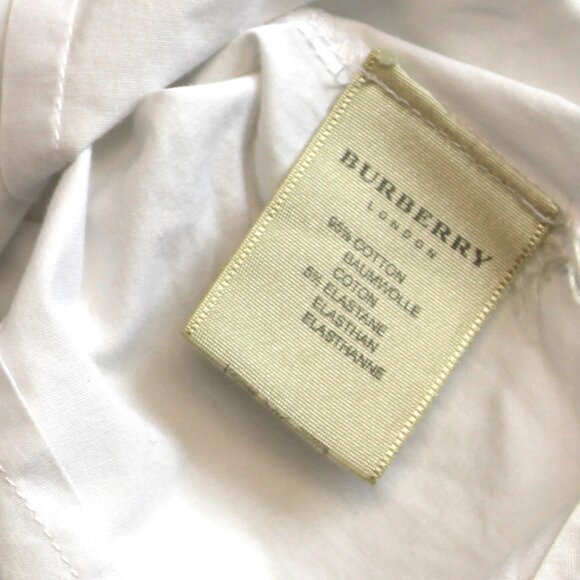 BURBERRY
LONDON
95% COTTON
BAUMWOLLE
COTON
5% ELASTANE
ELASTHAN
ELASTHANNE